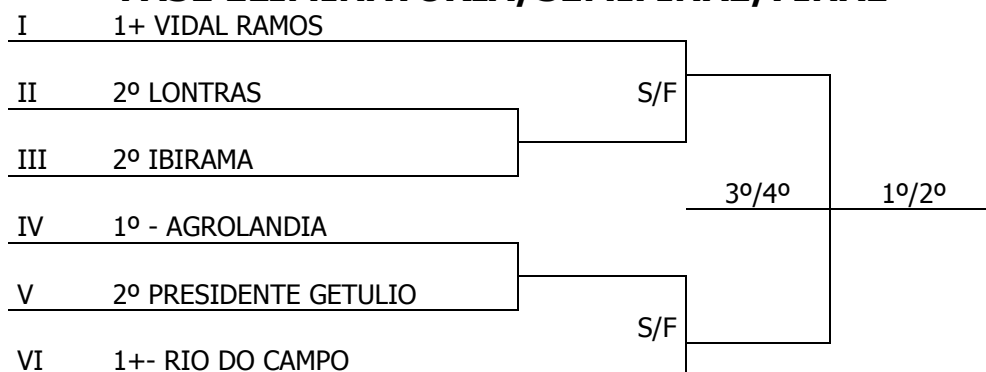 I 1+ VIDAL RAMOS
II 2º LONTRAS S/F
III 2º IBIRAMA
3º/4º 1º/2º
IV 1º - AGROLANDIA
V 2º PRESIDENTE GETULIO
S/F
VI 1+- RIO DO CAMPO